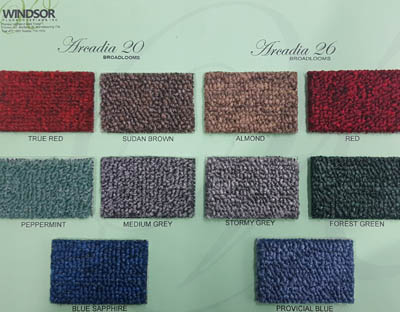 WINDSOR
Arcadia 20
BROADLOOMS
Arcadia 26
BROADLOOMS
TRUE RED
SUDAN BROWN
ALMOND
RED
PEPPERMINT
MEDIUM GREY
STORMY GREY
FOREST GREEN
BLUE SAPPHIRE
PROVICIAL BLUE